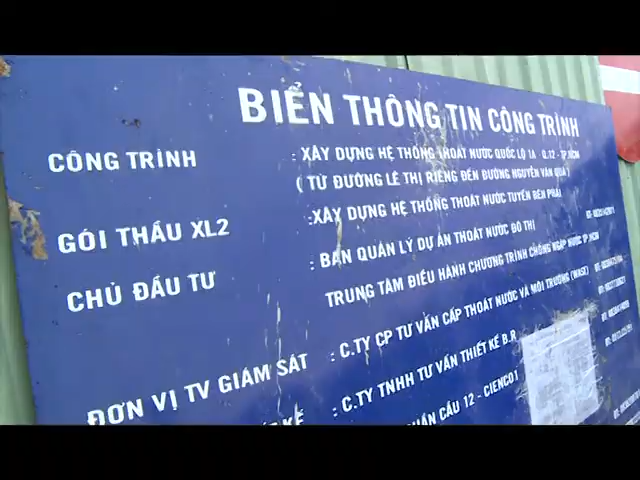 BIỂN THÔNG TIN CÔNG TRÌNH
CÔNG TRÌNH : XÂY DỰNG HỆ THỐNG THOÁT NƯỚC QUỐC LỘ 1A - Q.12 - TP.HCM
( TỪ ĐƯỜNG LÊ THỊ RIÊNG ĐẾN ĐƯỜNG NGUYỄN VĂN QUÁ )
GÓI THẦU XL2 : XÂY DỰNG HỆ THỐNG THOÁT NƯỚC TUYẾN BÊN PHẢI
CHỦ ĐẦU TƯ : BAN QUẢN LÝ DỰ ÁN THOÁT NƯỚC ĐÔ THỊ
TRUNG TÂM ĐIỀU HÀNH CHƯƠNG TRÌNH CHỐNG NGẬP NƯỚC TP.HCM
ĐƠN VỊ TV GIÁM SÁT : C.TY CP TƯ VẤN CẤP THOÁT NƯỚC VÀ MÔI TRƯỜNG (WASE)
KẾ : C.TY TNHH TƯ VẤN THIẾT KẾ B.R
CẦU 12 - CIENCO1